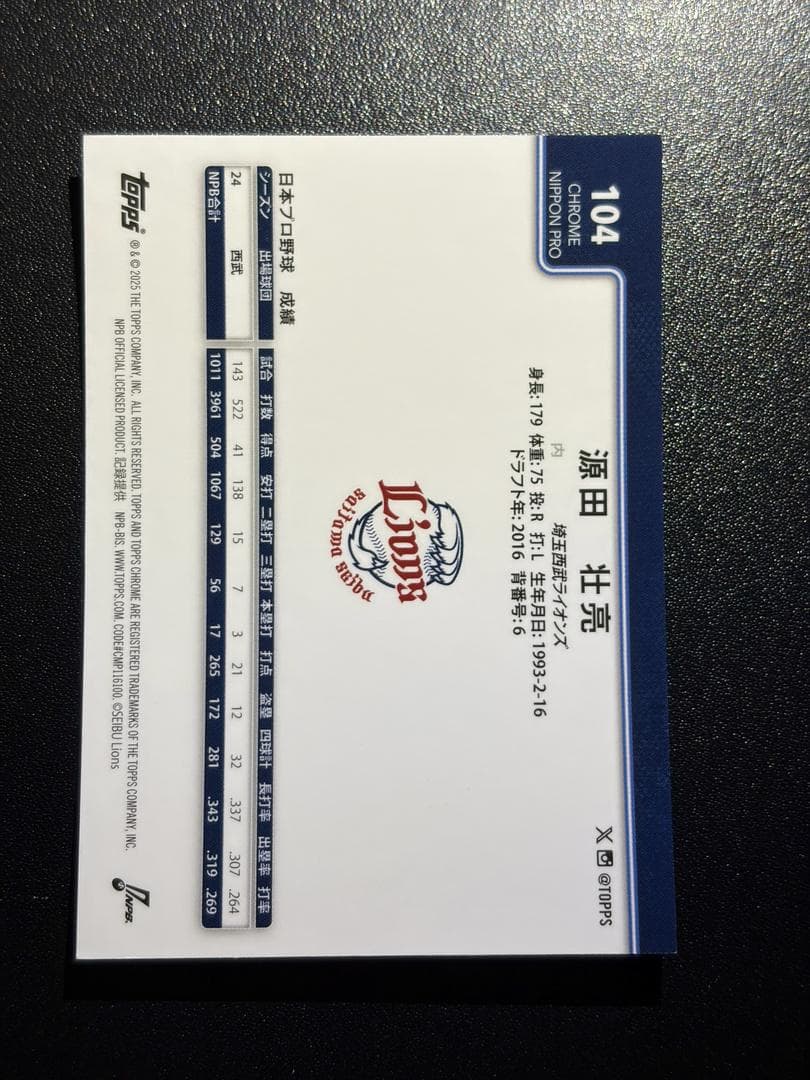 104
CHROME
NIPPON PRO
源田 壮亮
埼玉西武ライオンズ
内
身長: 179 体重: 75 投: R 打: L 生年月日: 1993-2-16
ドラフト年: 2016 背番号: 6
@TOPPS
Lions
saitama seibu
日本プロ野球 成績
シーズン 出場球団 試合 打数 得点 安打 二塁打 三塁打 本塁打 打点 盗塁 四球計 長打率 出塁率 打率
24 西武 143 522 41 138 15 7 3 21 12 32 .337 .307 .264
NPB合計 1011 3961 504 1067 129 56 17 265 172 281 .343 .319 .269
topps® ® & © 2025 THE TOPPS COMPANY, INC. ALL RIGHTS RESERVED. TOPPS AND TOPPS CHROME ARE REGISTERED TRADEMARKS OF THE TOPPS COMPANY, INC.
NPB OFFICIAL LICENSED PRODUCT. 記録提供 NPB-BIS. WWW.TOPPS.COM. CODE#CMP116100. ©SEIBU Lions
NPB